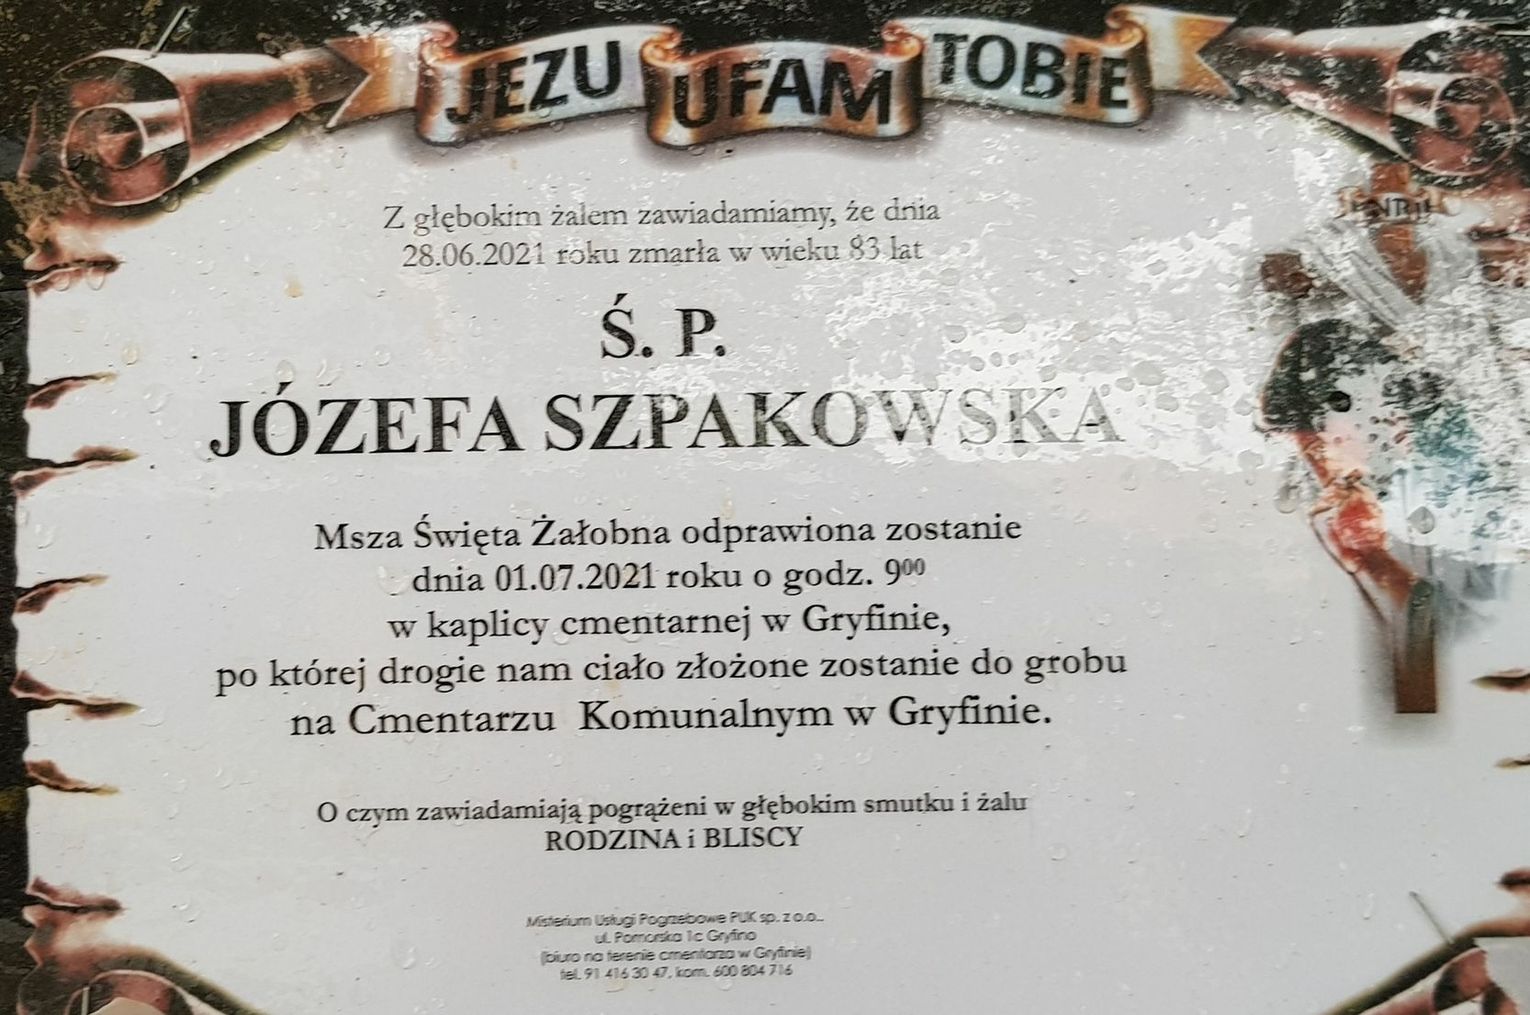 JEZU UFAM TOBIE
INRI
Z głębokim żalem zawiadamiamy, że dnia
28.06.2021 roku zmarła w wieku 83 lat
Ś. P.
JÓZEFA SZPAKOWSKA
Msza Święta Żałobna odprawiona zostanie
dnia 01.07.2021 roku o godz. 9⁰⁰
w kaplicy cmentarnej w Gryfinie,
po której drogie nam ciało złożone zostanie do grobu
na Cmentarzu Komunalnym w Gryfinie.
O czym zawiadamiają pogrążeni w głębokim smutku i żalu
RODZINA i BLISCY
Misterium Usługi Pogrzebowe PUK sp. z o.o..
ul. Pomorska 1c Gryfino
(biuro na terenie cmentarza w Gryfinie)
tel. 91 416 30 47, kom. 600 804 716